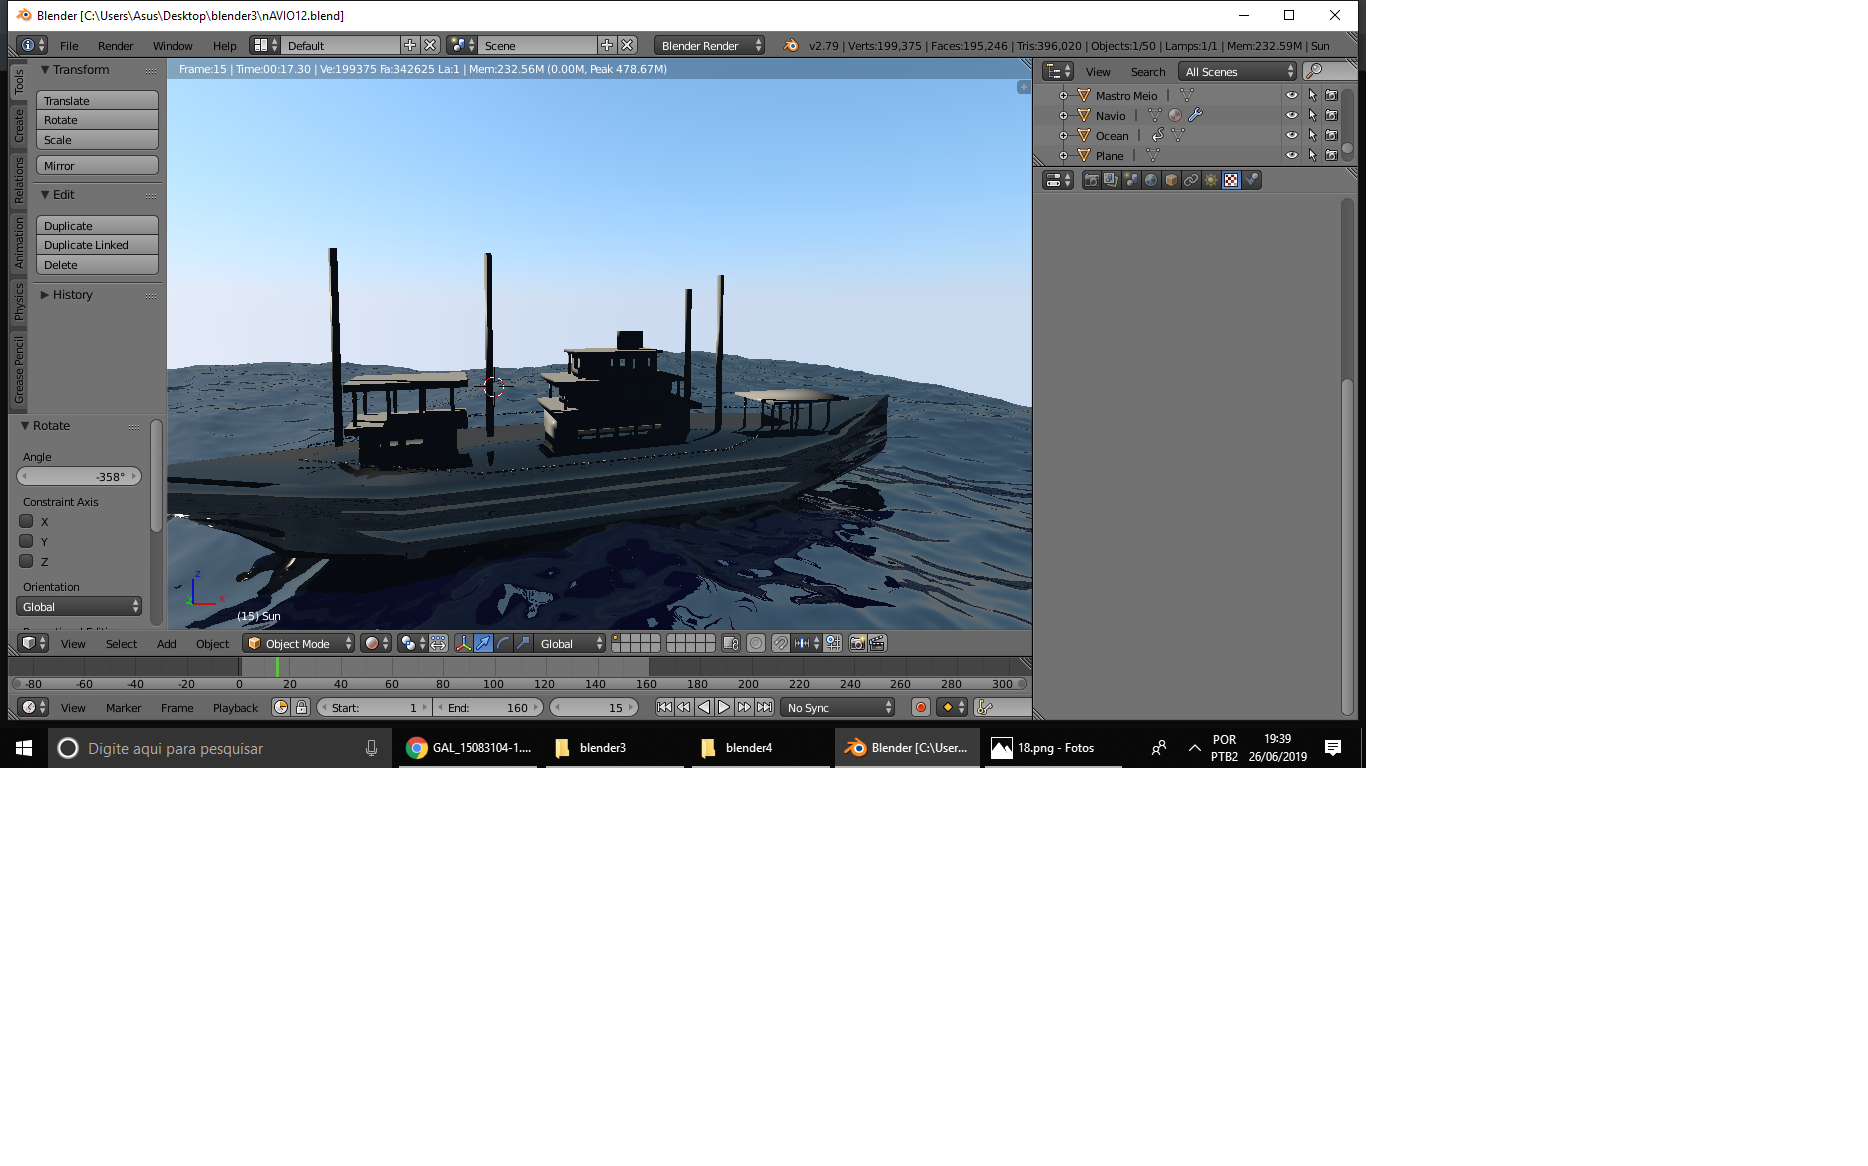 Blender [C:\Users\Asus\Desktop\blender3\nAVIO12.blend]
File Render Window Help Default Scene Blender Render v2.79 | Verts:199,375 | Faces:195,246 | Tris:396,020 | Objects:1/50 | Lamps:1/1 | Mem:232.59M | Sun
Frame:15 | Time:00:17.30 | Ve:199375 Fa:342625 La:1 | Mem:232.56M (0.00M, Peak 478.67M)
View Search All Scenes
Mastro Meio
Navio
Ocean
Plane
Tools
Create
Relations
Animation
Physics
Grease Pencil
Transform
Translate
Rotate
Scale
Mirror
Edit
Duplicate
Duplicate Linked
Delete
History
Rotate
Angle
-358°
Constraint Axis
X
Y
Z
Orientation
Global
z
x
(15) Sun
View Select Add Object Object Mode Global
-80 -60 -40 -20 0 20 40 60 80 100 120 140 160 180 200 220 240 260 280 300
View Marker Frame Playback Start: 1 End: 160 15 No Sync
Digite aqui para pesquisar
GAL_15083104-1....
blender3
blender4
Blender [C:\User...
18.png - Fotos
POR
PTB2
19:39
26/06/2019